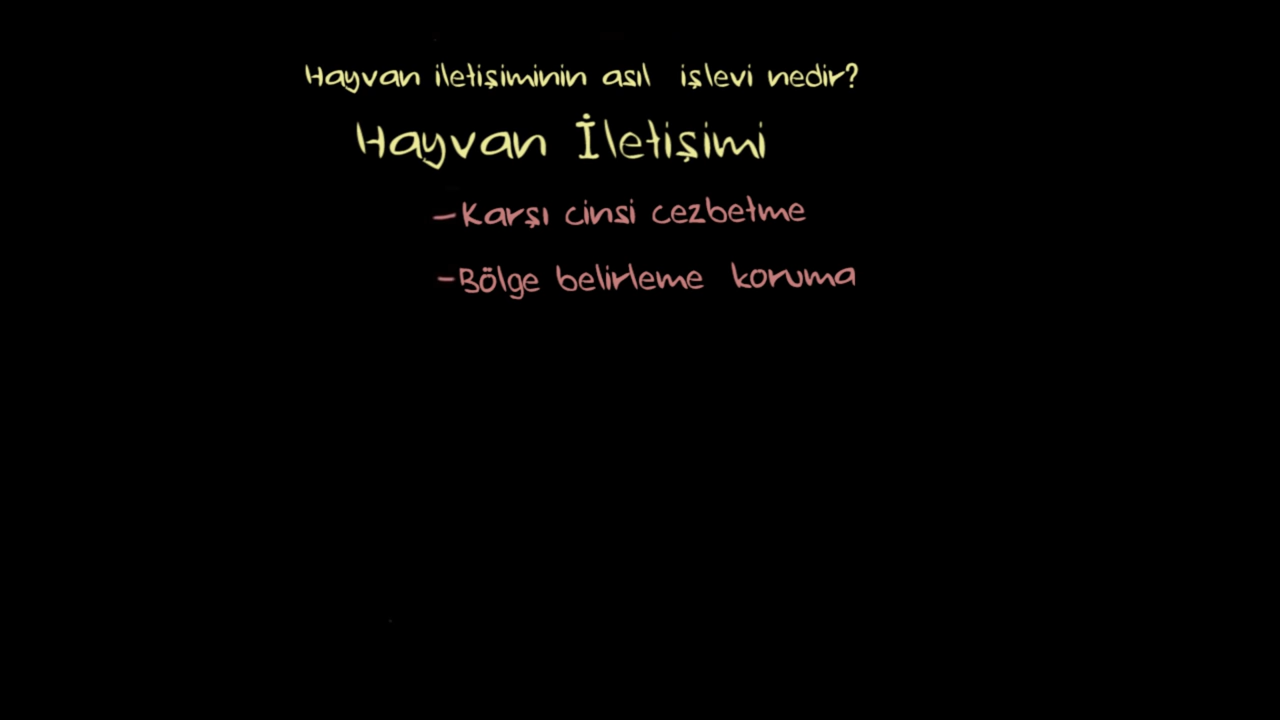 Hayvan iletişiminin asıl işlevi nedir?
Hayvan İletişimi
-Karşı cinsi cezbetme
-Bölge belirleme koruma